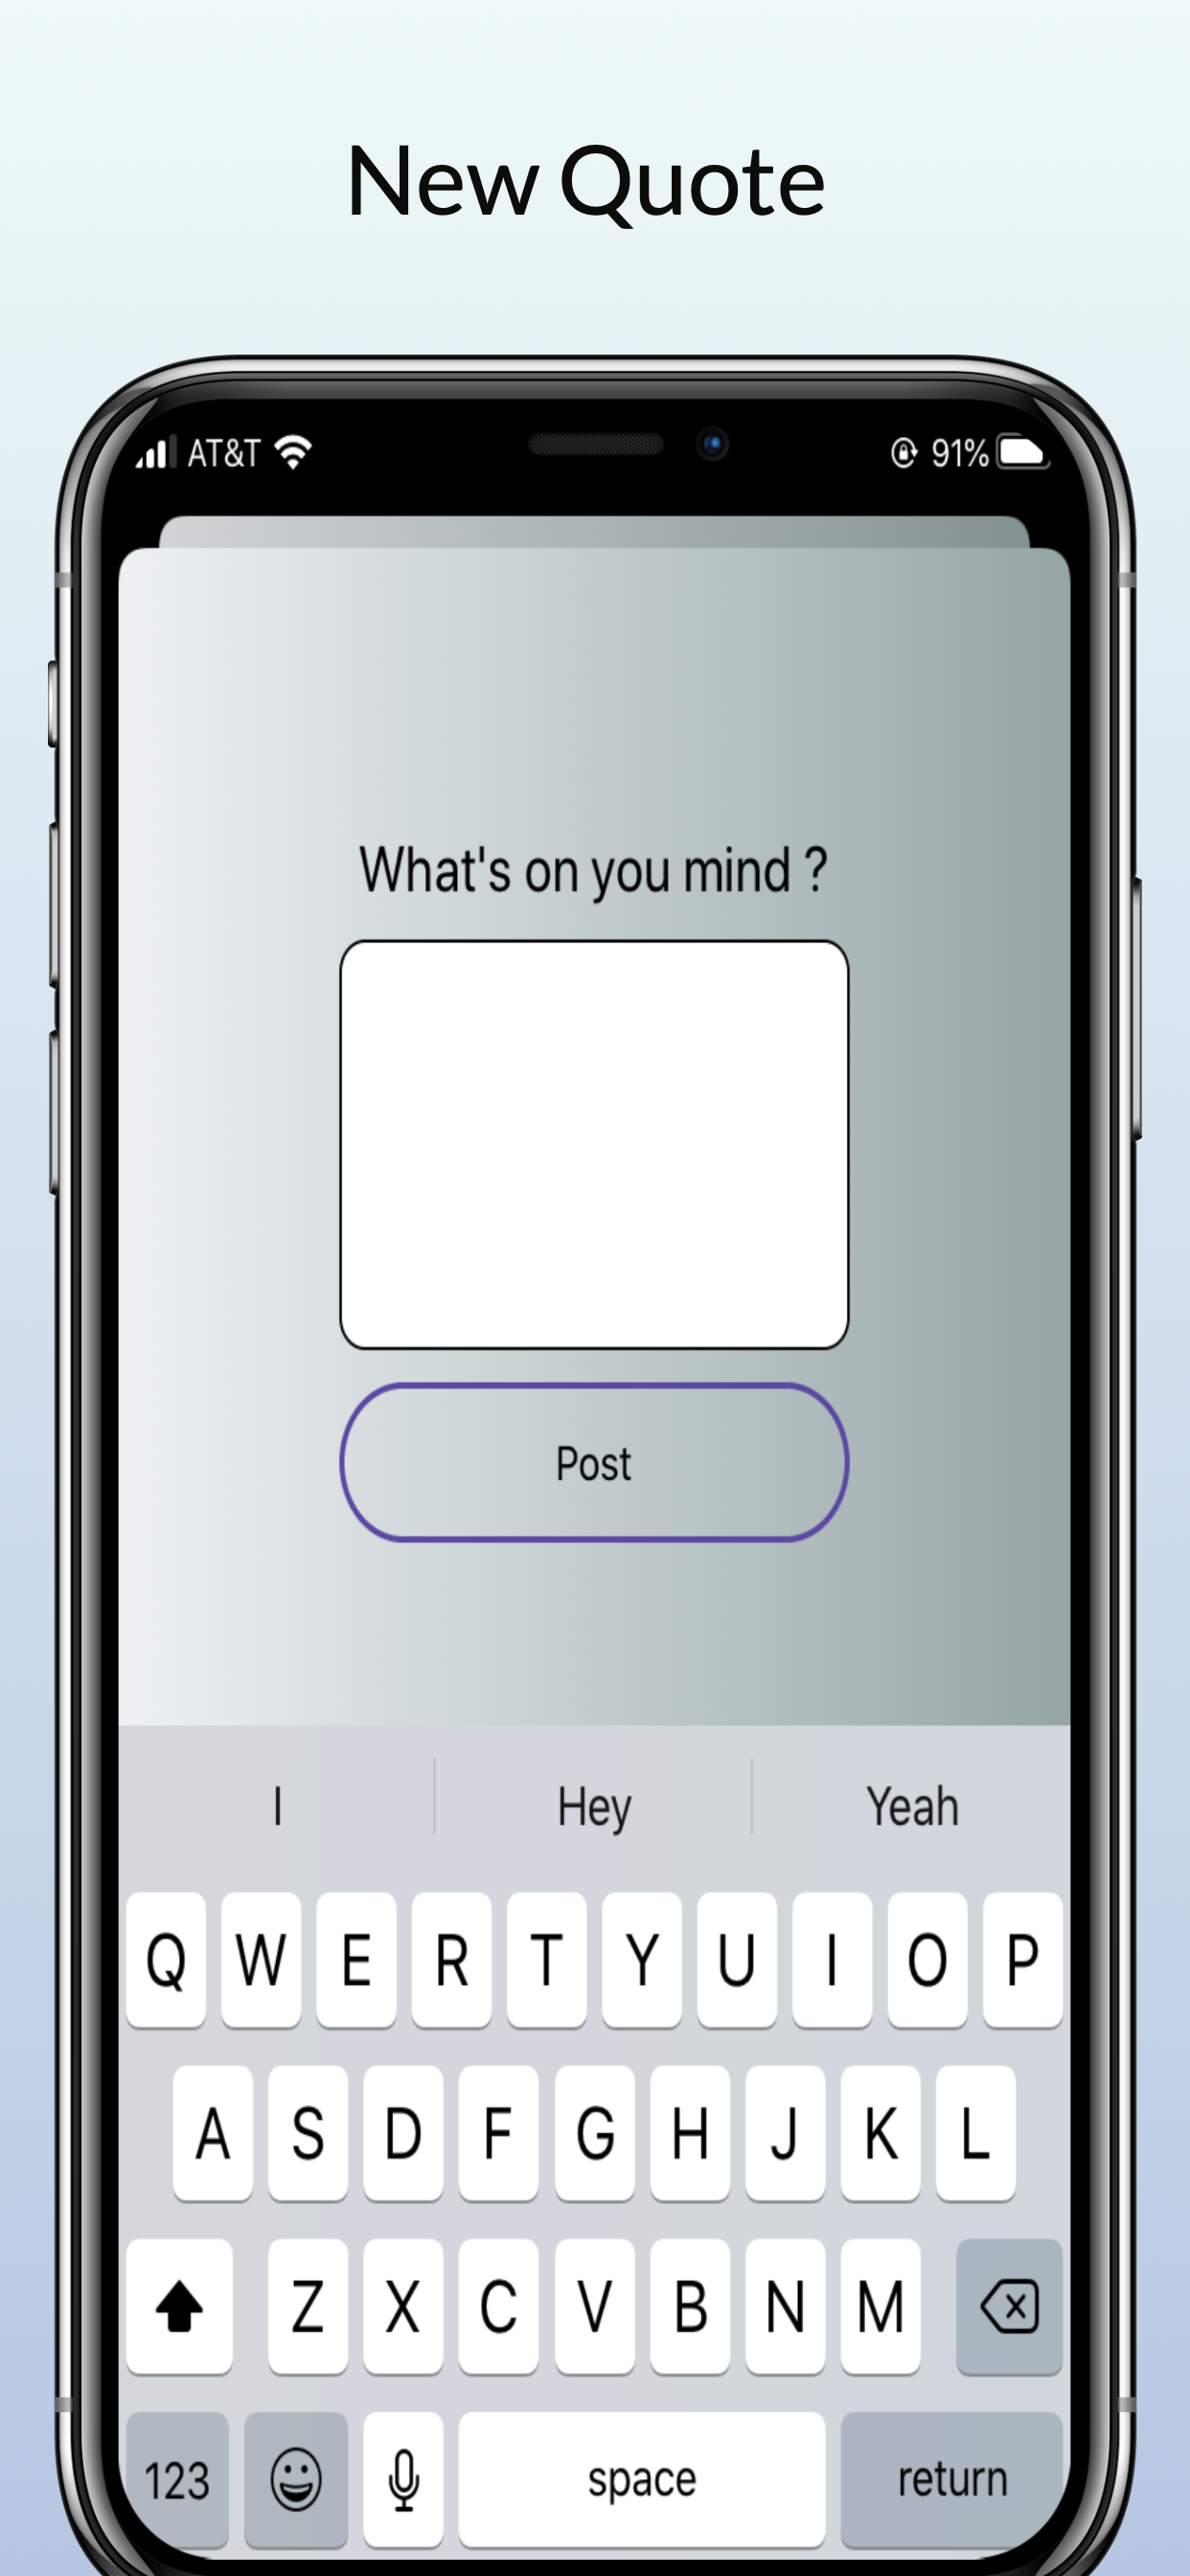 New Quote
AT&T 91%
What's on you mind ?
Post
I Hey Yeah
Q W E R T Y U I O P
A S D F G H J K L
Z X C V B N M
123 space return